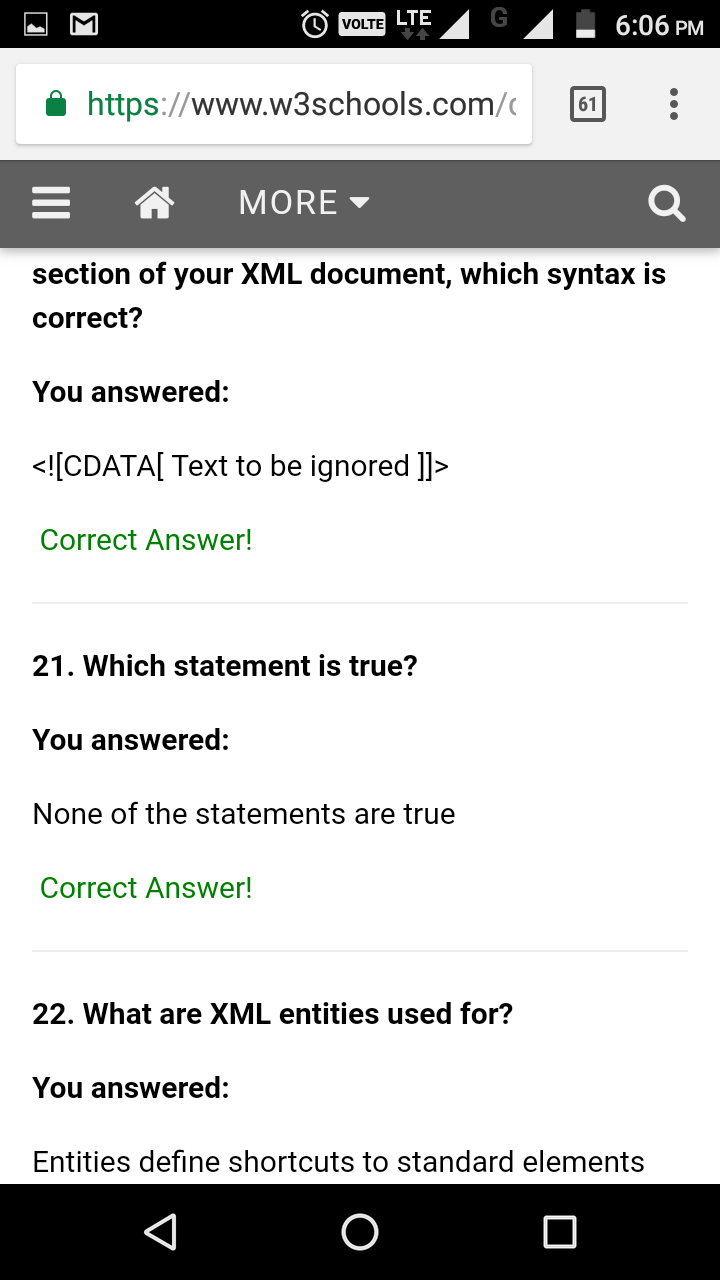 VOLTE LTE G 6:06 PM
https://www.w3schools.com/ 61
MORE
section of your XML document, which syntax is
correct?
You answered:
<![CDATA[ Text to be ignored ]]>
Correct Answer!
21. Which statement is true?
You answered:
None of the statements are true
Correct Answer!
22. What are XML entities used for?
You answered:
Entities define shortcuts to standard elements